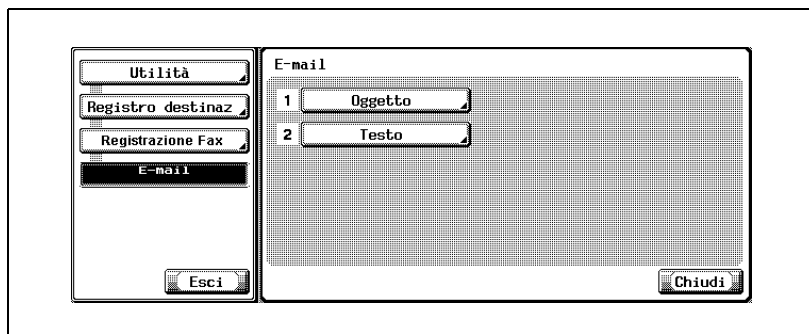 Utilità
Registro destinaz
Registrazione Fax
E-mail
Esci
E-mail
1 Oggetto
2 Testo
Chiudi